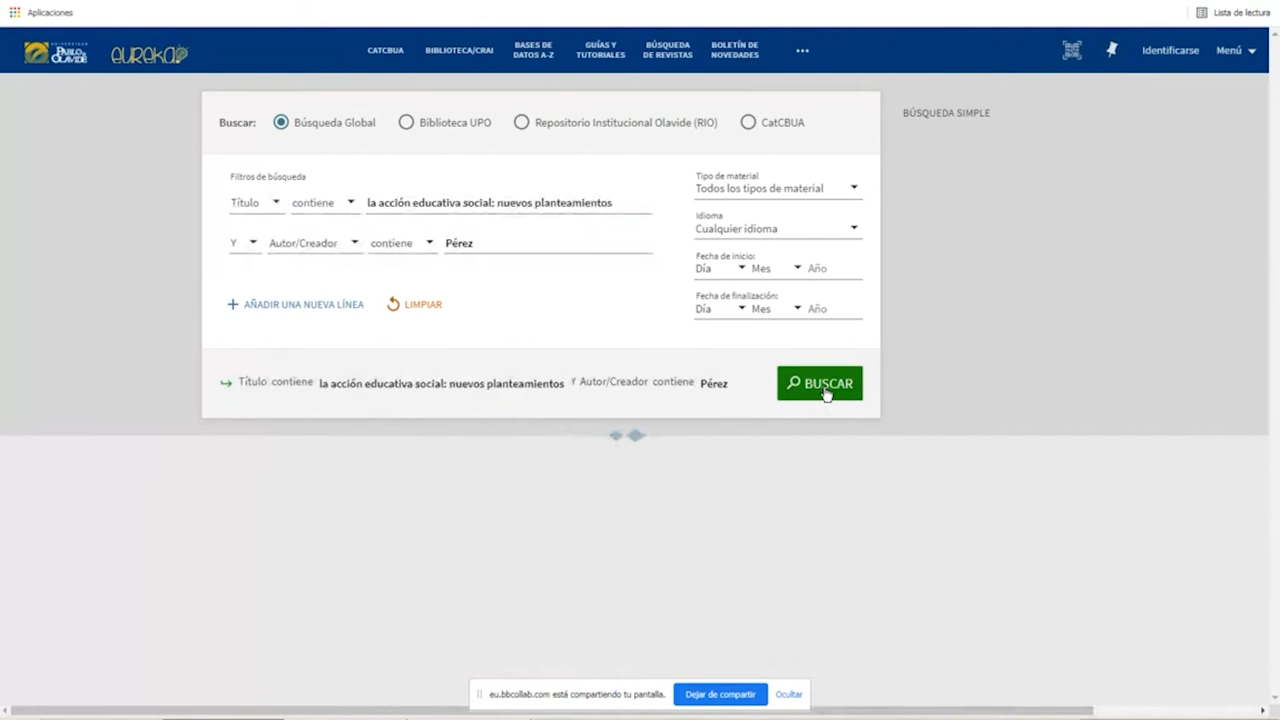 Aplicaciones
Lista de lectura
UNIVERSIDAD
PABLO
OLAVIDE
eureka
CATCBUA
BIBLIOTECA/CRAI
BASES DE
DATOS A-Z
GUÍAS Y
TUTORIALES
BÚSQUEDA
DE REVISTAS
BOLETÍN DE
NOVEDADES
Identificarse
Menú
Buscar:
Búsqueda Global
Biblioteca UPO
Repositorio Institucional Olavide (RIO)
CatCBUA
BÚSQUEDA SIMPLE
Filtros de búsqueda
Título contiene la acción educativa social: nuevos planteamientos
Y Autor/Creador contiene Pérez
AÑADIR UNA NUEVA LÍNEA
LIMPIAR
Tipo de material
Todos los tipos de material
Idioma
Cualquier idioma
Fecha de inicio:
Día Mes Año
Fecha de finalización:
Día Mes Año
Título contiene la acción educativa social: nuevos planteamientos Y Autor/Creador contiene Pérez
BUSCAR
eu.bbcollab.com está compartiendo tu pantalla.
Dejar de compartir
Ocultar